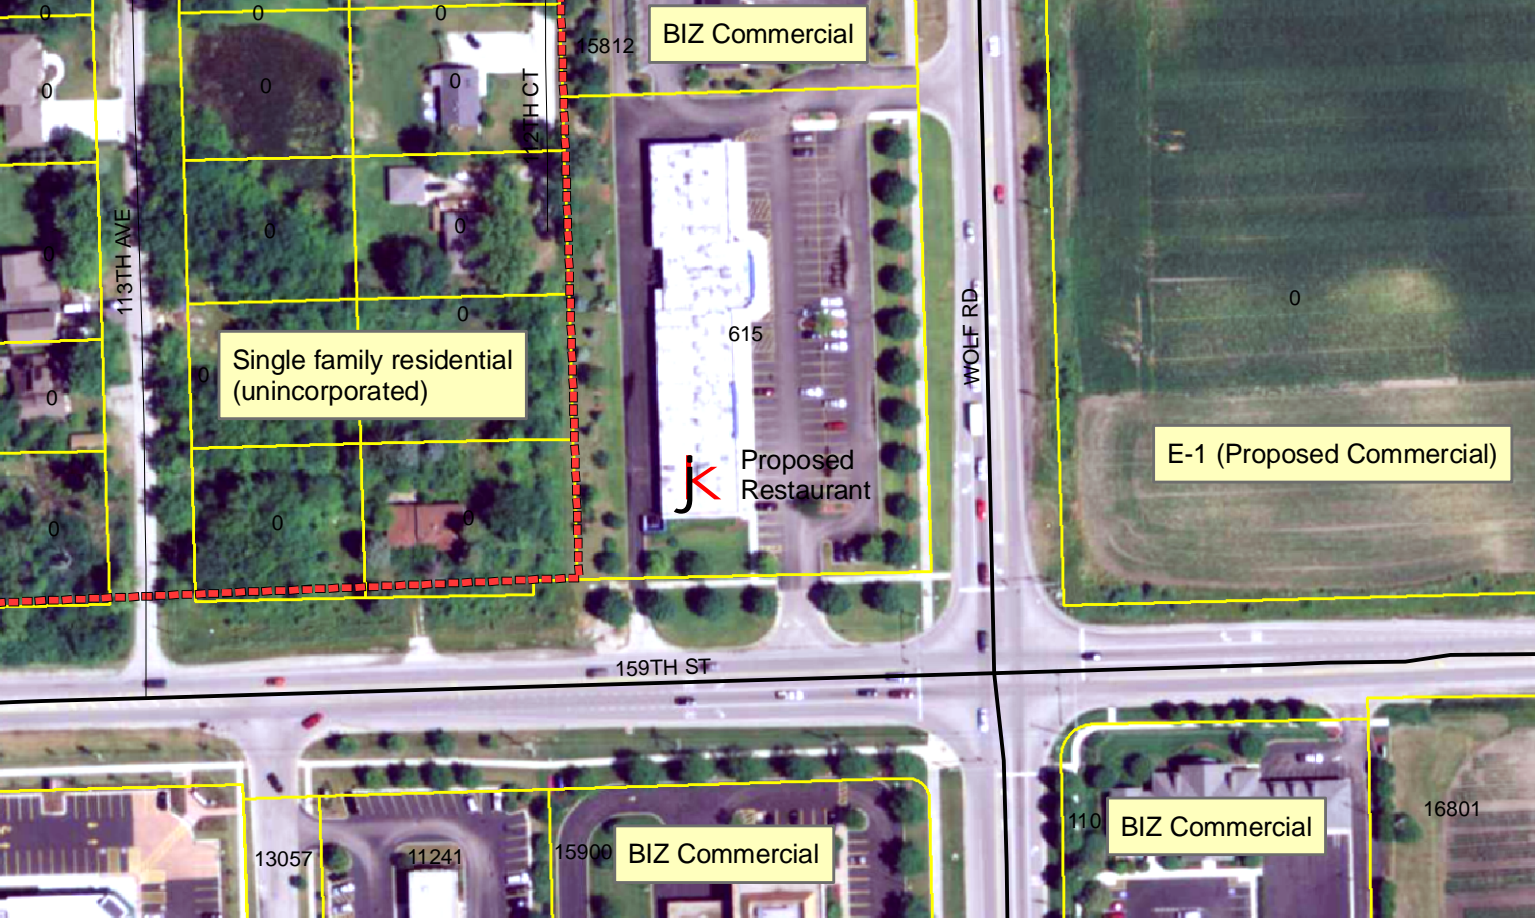 0
0
0
15812
BIZ Commercial
0
0
0
2TH CT
113TH AVE
0
0
0
0
0
615
WOLF RD
Single family residential
(unincorporated)
0
0
E-1 (Proposed Commercial)
jk
Proposed
Restaurant
0
0
0
159TH ST
110
BIZ Commercial
16801
13057
11241
15900
BIZ Commercial